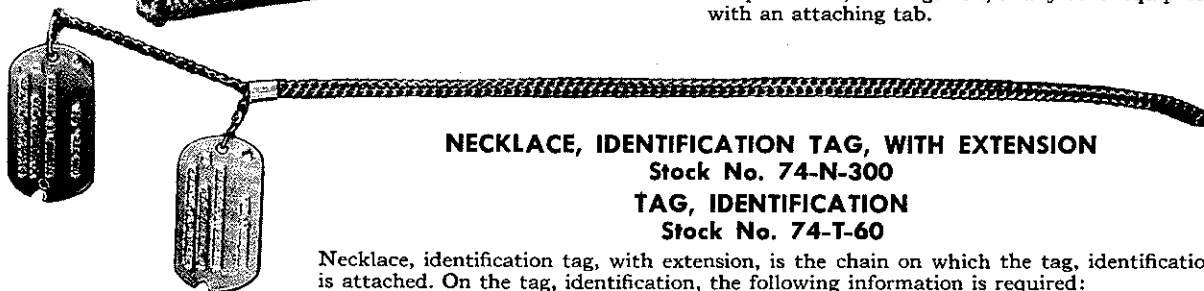 with an attaching tab.
NECKLACE, IDENTIFICATION TAG, WITH EXTENSION
Stock No. 74-N-300
TAG, IDENTIFICATION
Stock No. 74-T-60
Necklace, identification tag, with extension, is the chain on which the tag, identificatio
is attached. On the tag, identification, the following information is required: